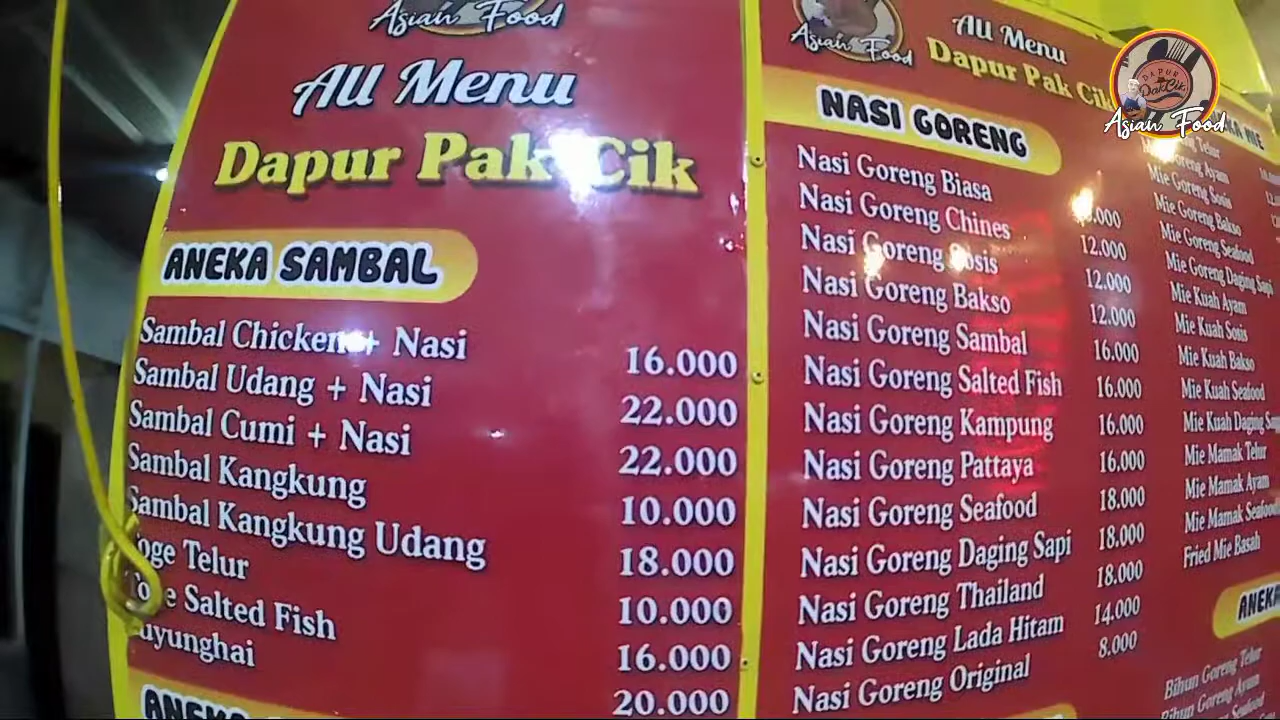 Asian Food
All Menu
Dapur Pak Cik
ANEKA SAMBAL
Sambal Chicken + Nasi 16.000
Sambal Udang + Nasi 22.000
Sambal Cumi + Nasi 22.000
Sambal Kangkung 10.000
Sambal Kangkung Udang 18.000
Toge Telur 10.000
Toge Salted Fish 16.000
Fuyunghai 20.000
ANEKA
Asian Food
All Menu
Dapur Pak Cik
NASI GORENG
Nasi Goreng Biasa
Nasi Goreng Chines 12.000
Nasi Goreng Sosis 12.000
Nasi Goreng Bakso 12.000
Nasi Goreng Sambal 16.000
Nasi Goreng Salted Fish 16.000
Nasi Goreng Kampung 16.000
Nasi Goreng Pattaya 16.000
Nasi Goreng Seafood 18.000
Nasi Goreng Daging Sapi 18.000
Nasi Goreng Thailand 18.000
Nasi Goreng Lada Hitam 14.000
Nasi Goreng Original 8.000
DAPUR
PakCik
Asian Food
MIE
Goreng Telur
Mie Goreng Ayam
Mie Goreng Sosis
Mie Goreng Bakso
Mie Goreng Seafood
Mie Goreng Daging Sapi
Mie Kuah Ayam
Mie Kuah Sosis
Mie Kuah Bakso
Mie Kuah Seafood
Mie Kuah Daging
Mie Mamak Telur
Mie Mamak Ayam
Mie Mamak Seafood
Fried Mie Basah
ANEKA
Bihun Goreng Telur
Bihun Goreng Ayam
Seafood